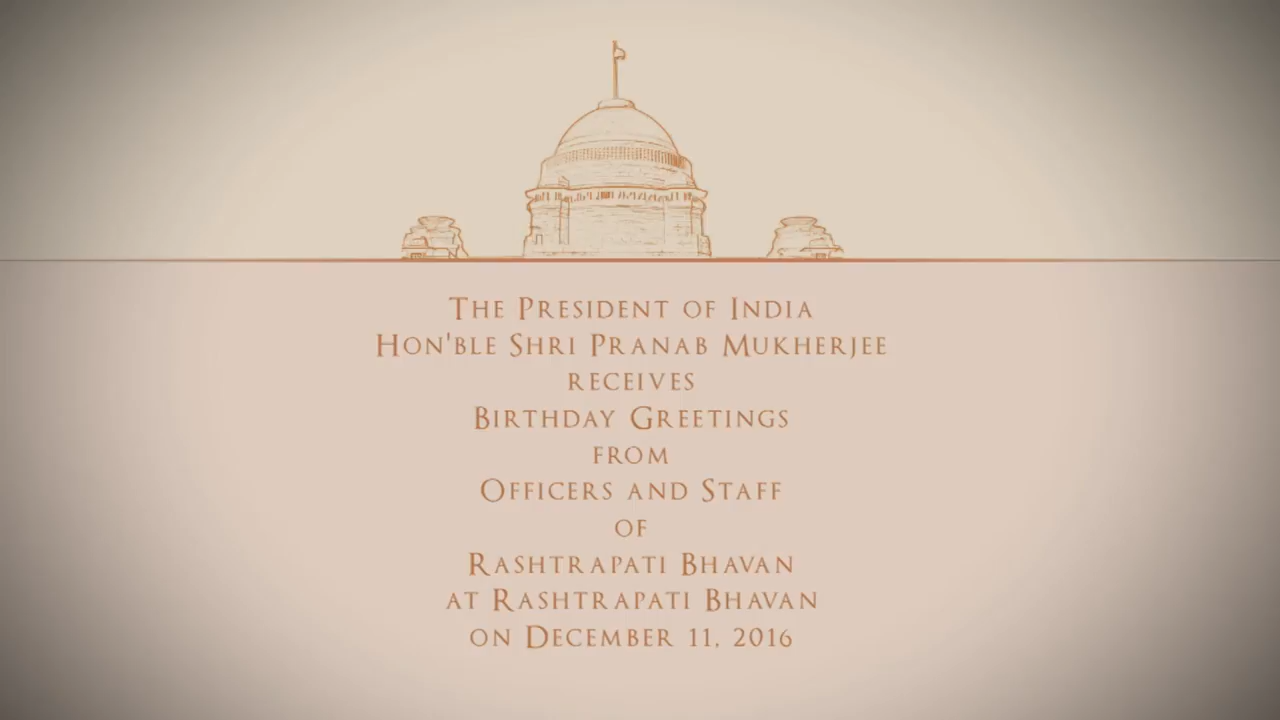 The President of India
Hon'ble Shri Pranab Mukherjee
receives
Birthday Greetings
from
Officers and Staff
of
Rashtrapati Bhavan
at Rashtrapati Bhavan
on December 11, 2016